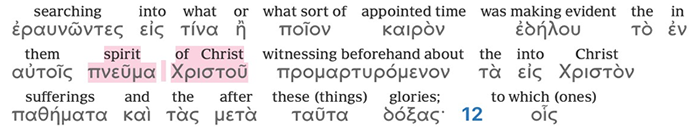 searching into what or what sort of appointed time was making evident the in
ἐραυνῶντες εἰς τίνα ἢ ποῖον καιρὸν ἐδήλου τὸ ἐν
them spirit of Christ witnessing beforehand about the into Christ
αὐτοῖς πνεῦμα Χριστοῦ προμαρτυρόμενον τὰ εἰς Χριστὸν
sufferings and the after these (things) glories; to which (ones)
παθήματα καὶ τὰς μετὰ ταῦτα δόξας· 12 οἷς